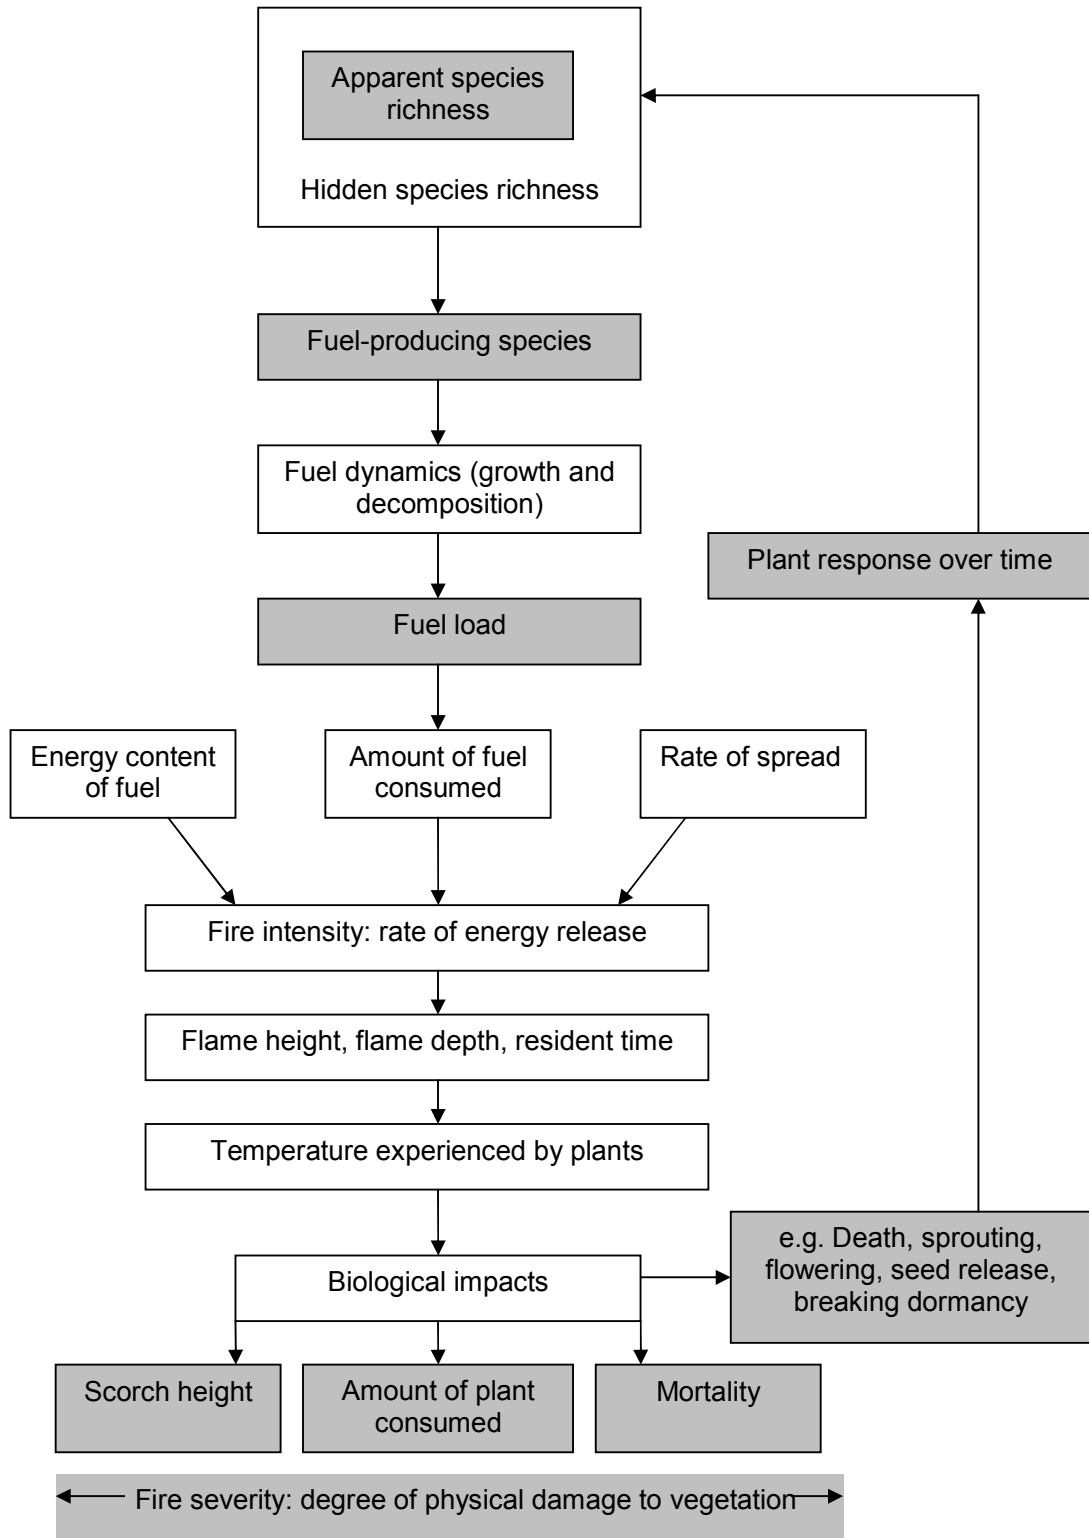 Apparent species
richness
Hidden species richness
Fuel-producing species
Fuel dynamics (growth and
decomposition)
Plant response over time
Fuel load
Energy content
of fuel
Amount of fuel
consumed
Rate of spread
Fire intensity: rate of energy release
Flame height, flame depth, resident time
Temperature experienced by plants
Biological impacts
e.g. Death, sprouting,
flowering, seed release,
breaking dormancy
Scorch height
Amount of plant
consumed
Mortality
Fire severity: degree of physical damage to vegetation